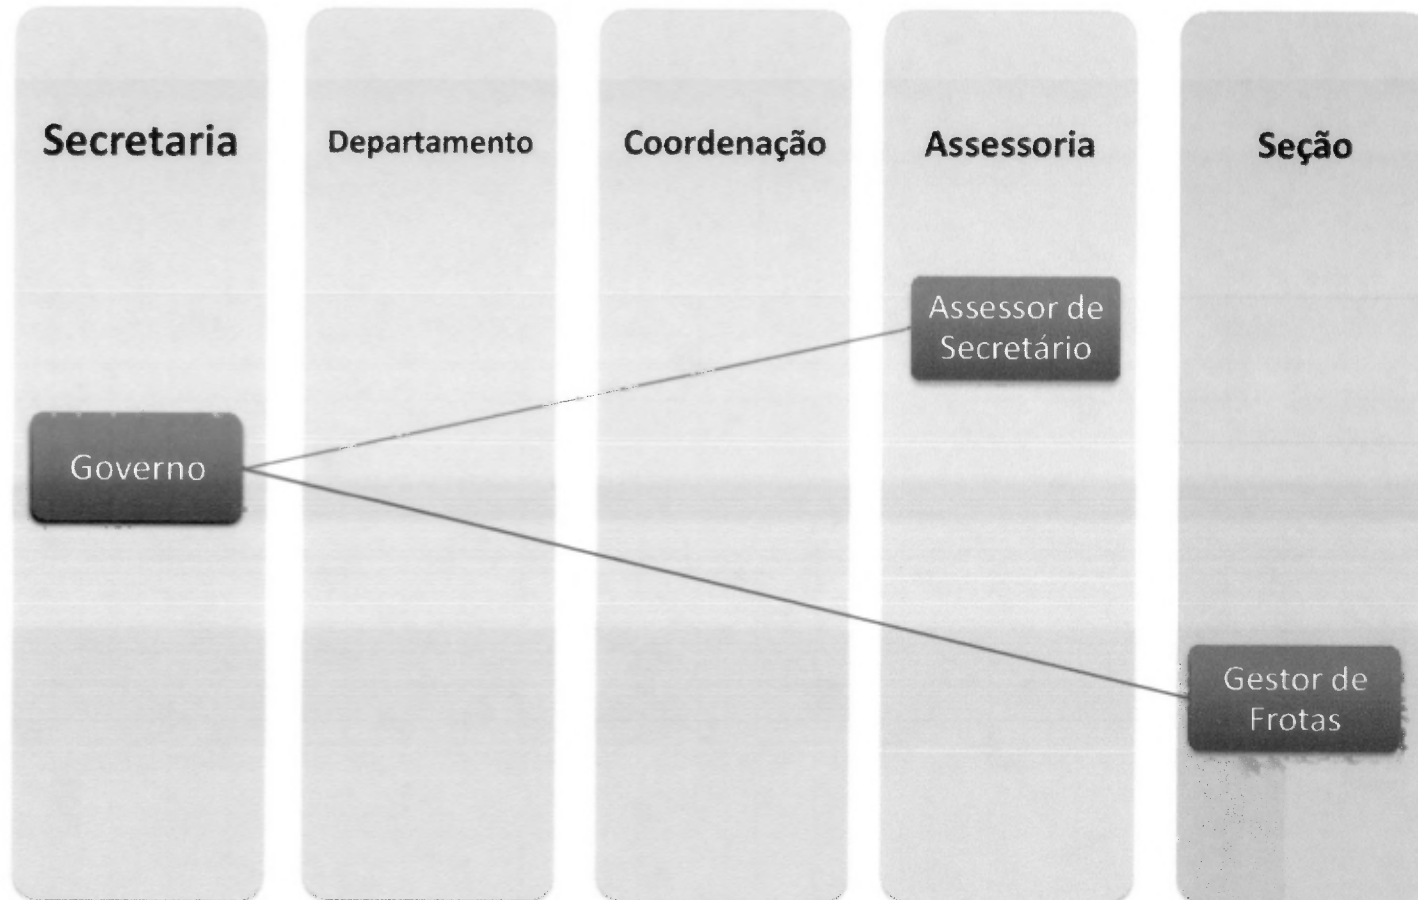 Secretaria
Departamento
Coordenação
Assessoria
Seção
Assessor de
Secretário
Governo
Gestor de
Frotas